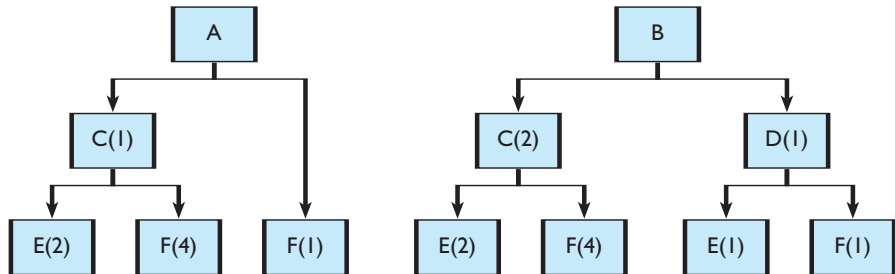 A
B
C(1)
C(2)
D(1)
E(2)
F(4)
F(1)
E(2)
F(4)
E(1)
F(1)